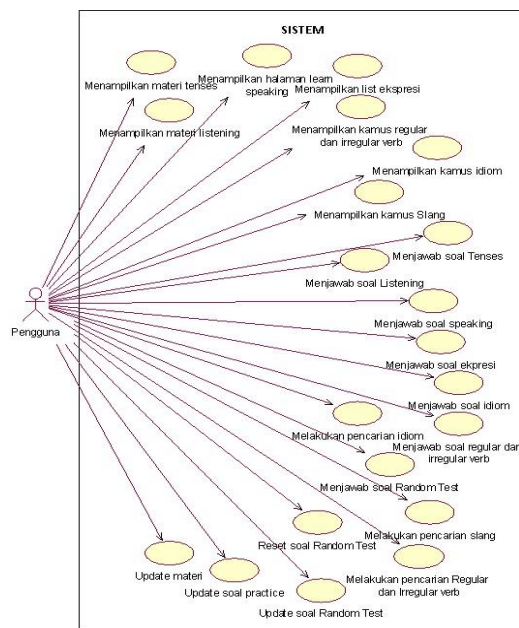 SISTEM
Menampilkan materi tenses
Menampilkan halaman learn
speaking
Menampilkan list ekspresi
Menampilkan materi listening
Menampilkan kamus regular
dan irregular verb
Menampilkan kamus idiom
Menampilkan kamus Slang
Menjawab soal Tenses
Menjawab soal Listening
Pengguna
Menjawab soal speaking
Menjawab soal ekpresi
Menjawab soal idiom
Melakukan pencarian idiom
Menjawab soal regular dan
irregular verb
Menjawab soal Random Test
Melakukan pencarian slang
Reset soal Random Test
Update materi
Melakukan pencarian Regular
dan Irregular verb
Update soal practice
Update soal Random Test